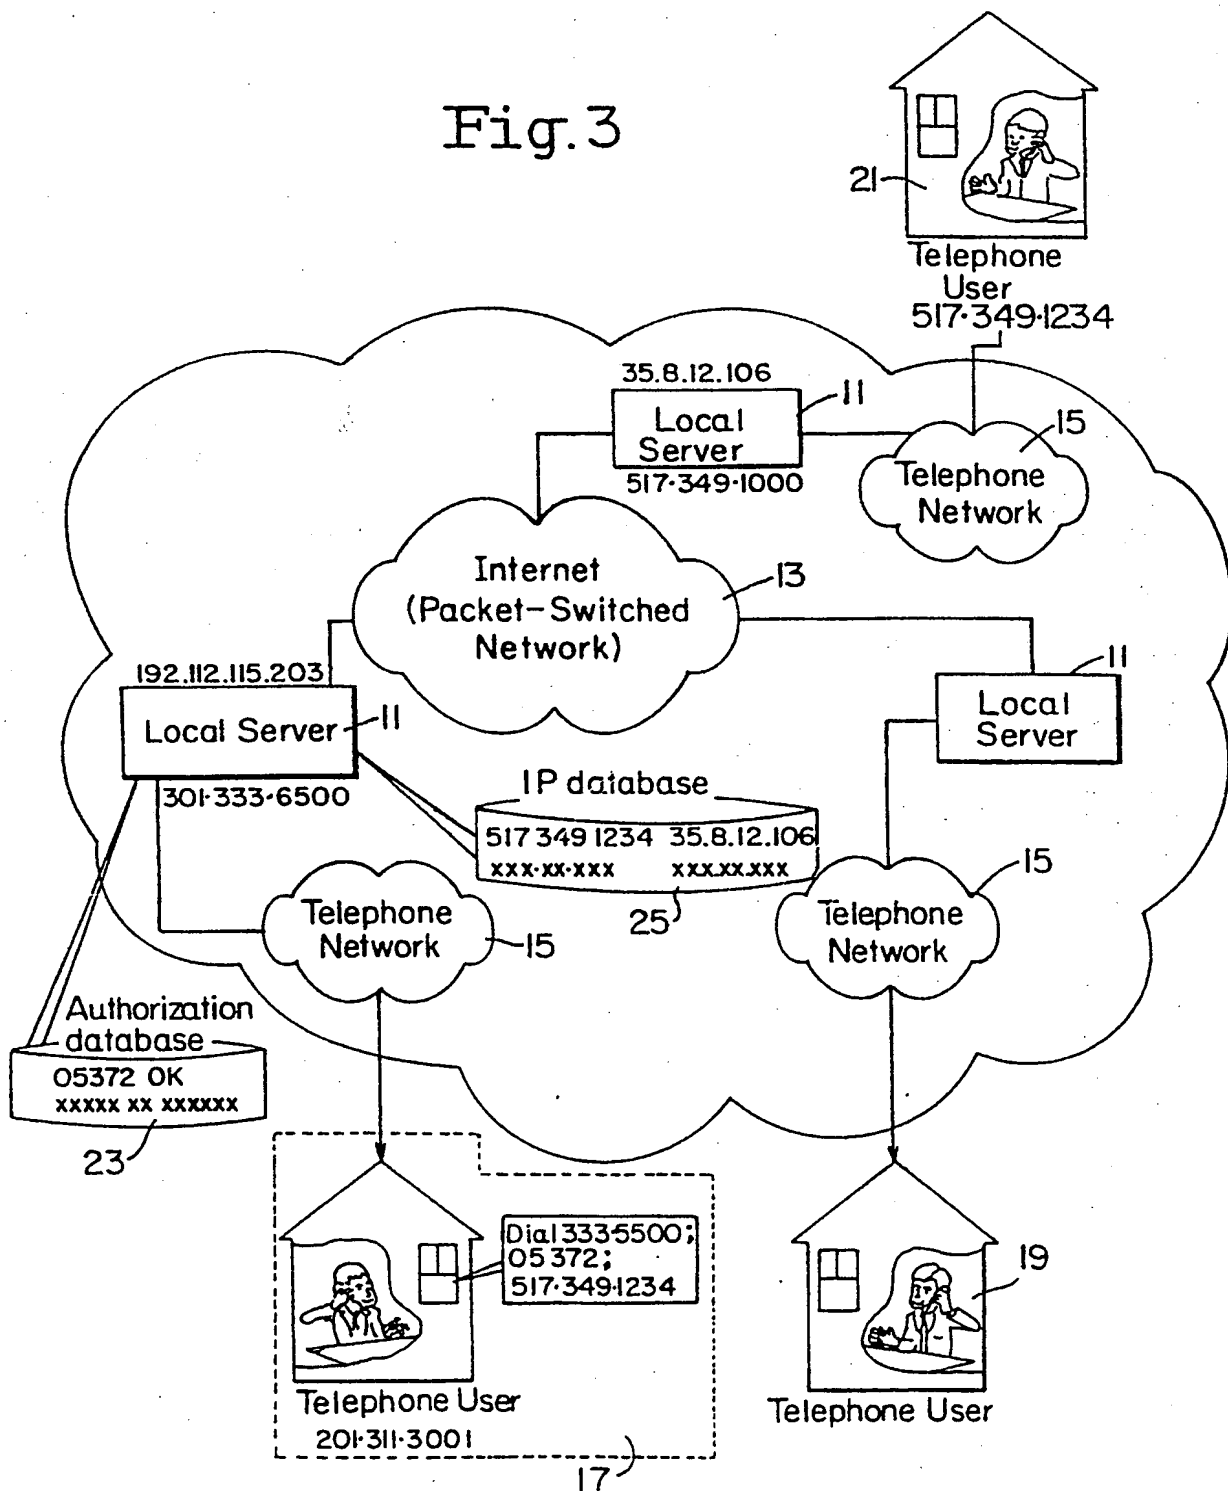 Fig. 3
21
Telephone
User
517·349·1234
35.8.12.106
11
Local
Server
517·349·1000
15
Telephone
Network
Internet
(Packet-Switched
Network)
13
192.112.115.203
Local Server
11
301·333·6500
11
Local
Server
IP database
517 349 1234 35.8.12.106
xxx·xx·xxx xxx.xx.xxx
25
Telephone
Network
15
15
Telephone
Network
Authorization
database
05372 OK
xxxxx xx xxxxxx
23
Dial 333·5500;
05372;
517·349·1234
Telephone User
201·311·3001
17
19
Telephone User